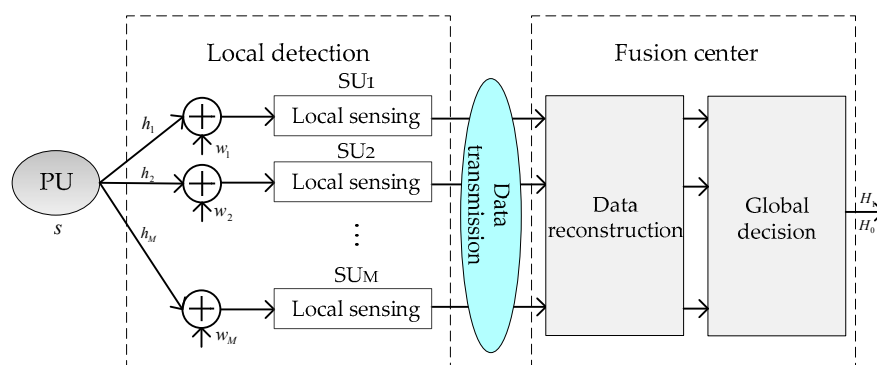 Local detection
Fusion center
SU1
Local sensing
h1
w1
SU2
Local sensing
PU
s
h2
w2
Data
transmission
Data
reconstruction
Global
decision
H1
H0
hM
⋮
SUM
Local sensing
wM